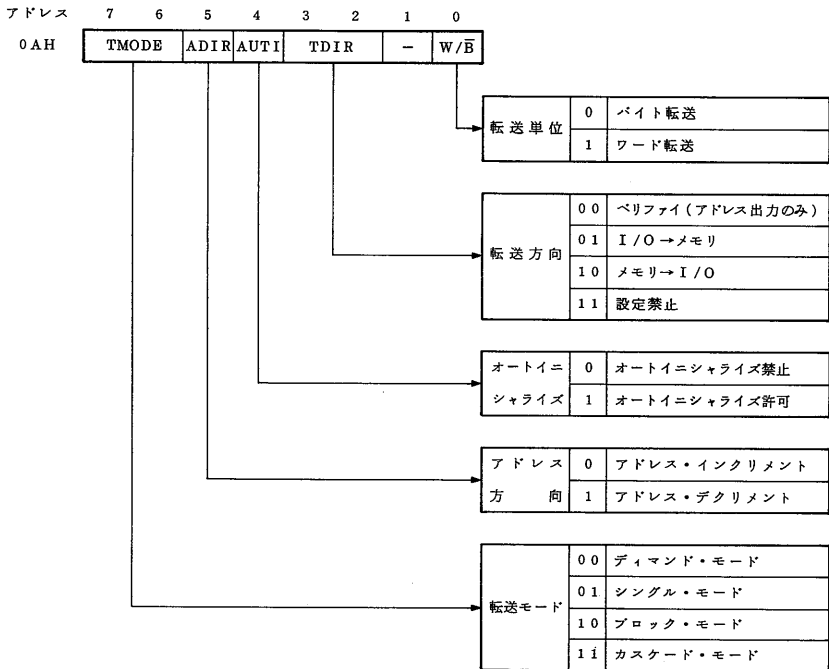 アドレス 7 6 5 4 3 2 1 0
0AH TMODE ADIR AUTI TDIR − W/B̅
転送単位 0 バイト転送
1 ワード転送
転送方向 00 ベリファイ(アドレス出力のみ)
01 I/O→メモリ
10 メモリ→I/O
11 設定禁止
オートイニ 0 オートイニシャライズ禁止
シャライズ 1 オートイニシャライズ許可
アドレス 0 アドレス・インクリメント
方向 1 アドレス・デクリメント
転送モード 00 ディマンド・モード
01 シングル・モード
10 ブロック・モード
11 カスケード・モード